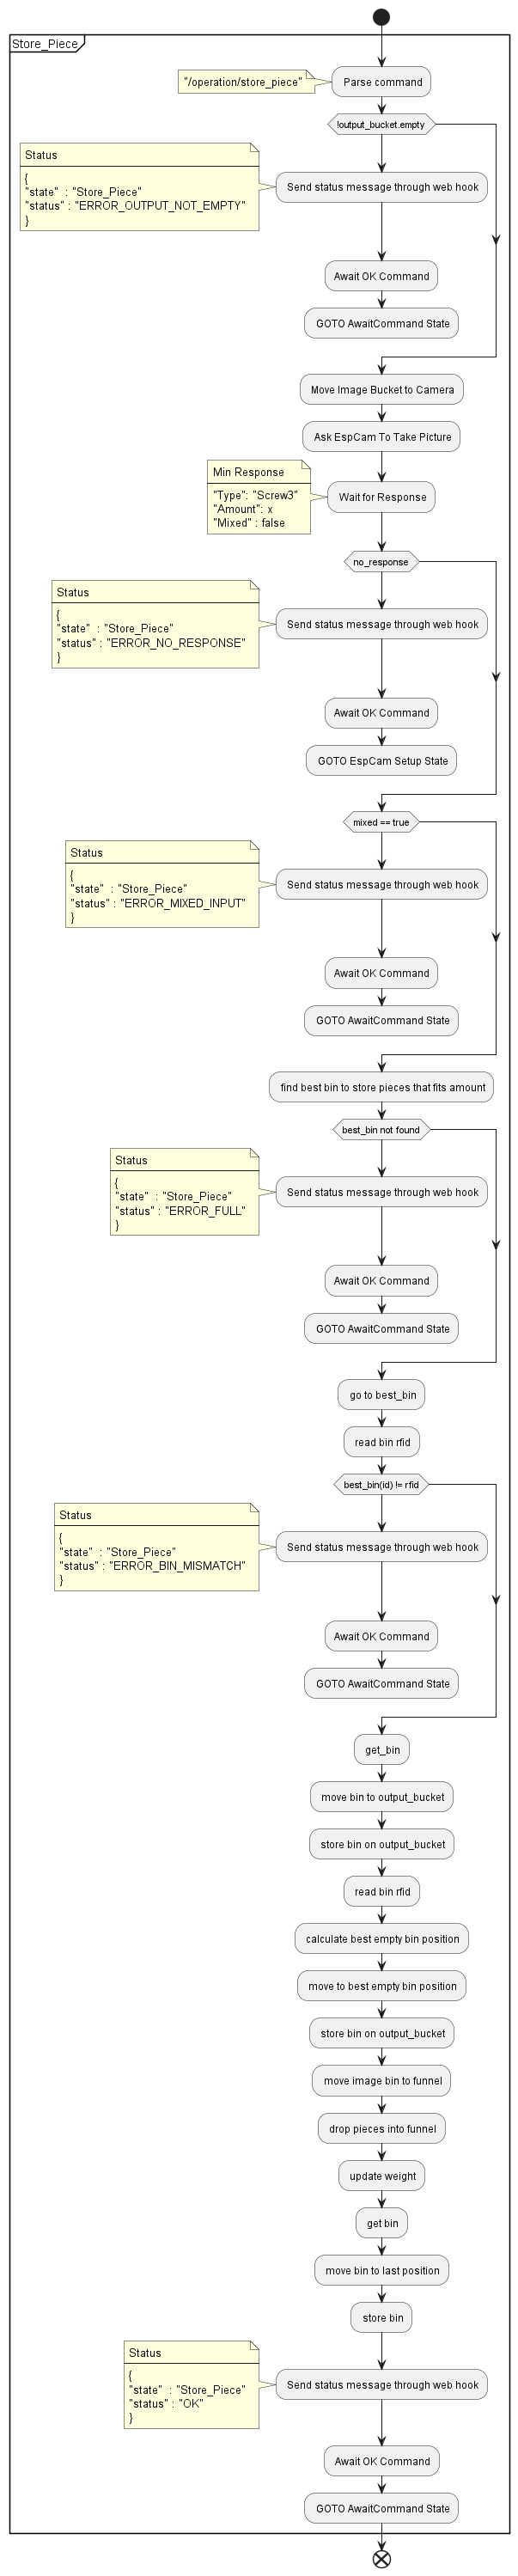 Store_Piece
"/operation/store_piece"
Parse command
!output_bucket.empty
Status
{
"state" : "Store_Piece"
"status" : "ERROR_OUTPUT_NOT_EMPTY"
}
Send status message through web hook
Await OK Command
GOTO AwaitCommand State
Move Image Bucket to Camera
Ask EspCam To Take Picture
Min Response
"Type": "Screw3"
"Amount": x
"Mixed" : false
Wait for Response
no_response
Status
{
"state" : "Store_Piece"
"status" : "ERROR_NO_RESPONSE"
}
Send status message through web hook
Await OK Command
GOTO EspCam Setup State
mixed == true
Status
{
"state" : "Store_Piece"
"status" : "ERROR_MIXED_INPUT"
}
Send status message through web hook
Await OK Command
GOTO AwaitCommand State
find best bin to store pieces that fits amount
best_bin not found
Status
{
"state" : "Store_Piece"
"status" : "ERROR_FULL"
}
Send status message through web hook
Await OK Command
GOTO AwaitCommand State
go to best_bin
read bin rfid
best_bin(id) != rfid
Status
{
"state" : "Store_Piece"
"status" : "ERROR_BIN_MISMATCH"
}
Send status message through web hook
Await OK Command
GOTO AwaitCommand State
get_bin
move bin to output_bucket
store bin on output_bucket
read bin rfid
calculate best empty bin position
move to best empty bin position
store bin on output_bucket
move image bin to funnel
drop pieces into funnel
update weight
get bin
move bin to last position
store bin
Status
{
"state" : "Store_Piece"
"status" : "OK"
}
Send status message through web hook
Await OK Command
GOTO AwaitCommand State